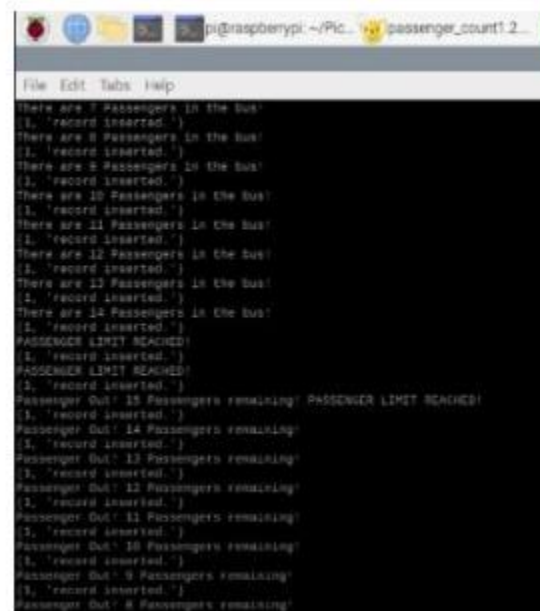 pi@raspberrypi: ~/Pic... passenger_count1.2...
File Edit Tabs Help
There are 7 Passengers in the bus!
(1, 'record inserted.')
There are 8 Passengers in the bus!
(1, 'record inserted.')
There are 9 Passengers in the bus!
(1, 'record inserted.')
There are 10 Passengers in the bus!
(1, 'record inserted.')
There are 11 Passengers in the bus!
(1, 'record inserted.')
There are 12 Passengers in the bus!
(1, 'record inserted.')
There are 13 Passengers in the bus!
(1, 'record inserted.')
There are 14 Passengers in the bus!
(1, 'record inserted.')
PASSENGER LIMIT REACHED!
(1, 'record inserted.')
PASSENGER LIMIT REACHED!
(1, 'record inserted.')
Passenger Out! 15 Passengers remaining! PASSENGER LIMIT REACHED!
(1, 'record inserted.')
Passenger Out! 14 Passengers remaining!
(1, 'record inserted.')
Passenger Out! 13 Passengers remaining!
(1, 'record inserted.')
Passenger Out! 12 Passengers remaining!
(1, 'record inserted.')
Passenger Out! 11 Passengers remaining!
(1, 'record inserted.')
Passenger Out! 10 Passengers remaining!
(1, 'record inserted.')
Passenger Out! 9 Passengers remaining!
(1, 'record inserted.')
Passenger Out! 8 Passengers remaining!